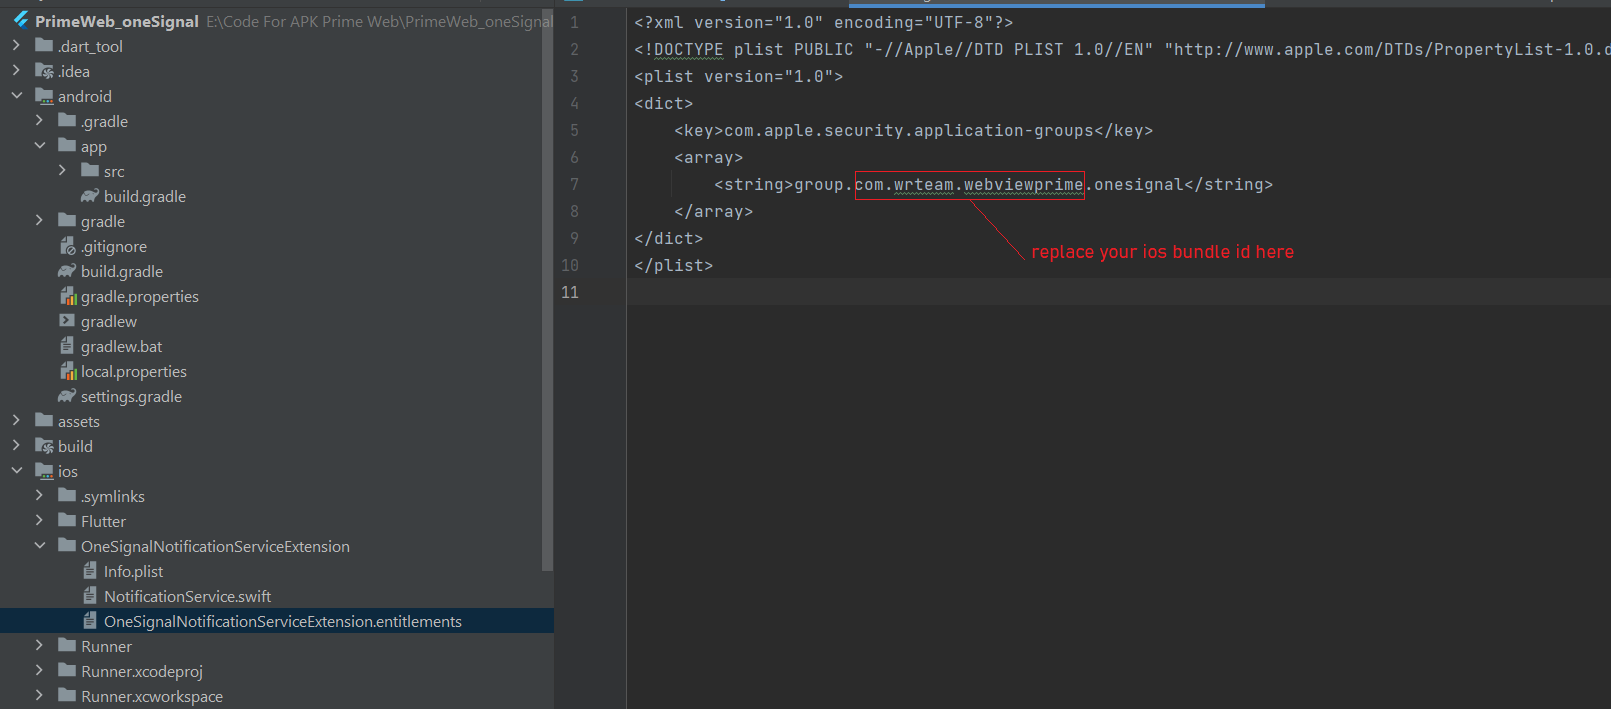 PrimeWeb_oneSignal E:\Code For APK Prime Web\PrimeWeb_oneSignal
.dart_tool
.idea
android
.gradle
app
src
build.gradle
gradle
.gitignore
build.gradle
gradle.properties
gradlew
gradlew.bat
local.properties
settings.gradle
assets
build
ios
.symlinks
Flutter
OneSignalNotificationServiceExtension
Info.plist
NotificationService.swift
OneSignalNotificationServiceExtension.entitlements
Runner
Runner.xcodeproj
Runner.xcworkspace
1 <?xml version="1.0" encoding="UTF-8"?>
2 <!DOCTYPE plist PUBLIC "-//Apple//DTD PLIST 1.0//EN" "http://www.apple.com/DTDs/PropertyList-1.0.d
3 <plist version="1.0">
4 <dict>
5 <key>com.apple.security.application-groups</key>
6 <array>
7 <string>group.com.wrteam.webviewprime.onesignal</string>
8 </array>
9 </dict>
replace your ios bundle id here
10 </plist>
11